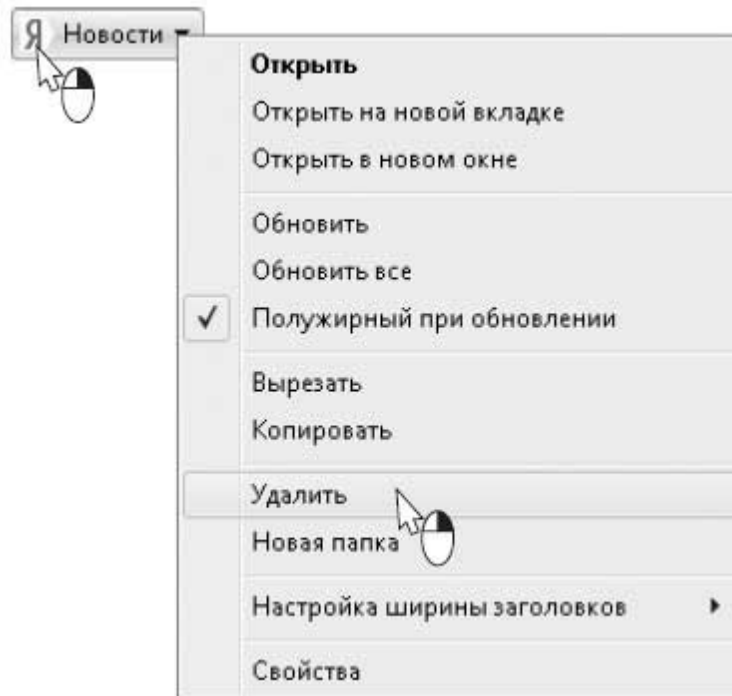 Я Новости
Открыть
Открыть на новой вкладке
Открыть в новом окне
Обновить
Обновить все
Полужирный при обновлении
Вырезать
Копировать
Удалить
Новая папка
Настройка ширины заголовков
Свойства